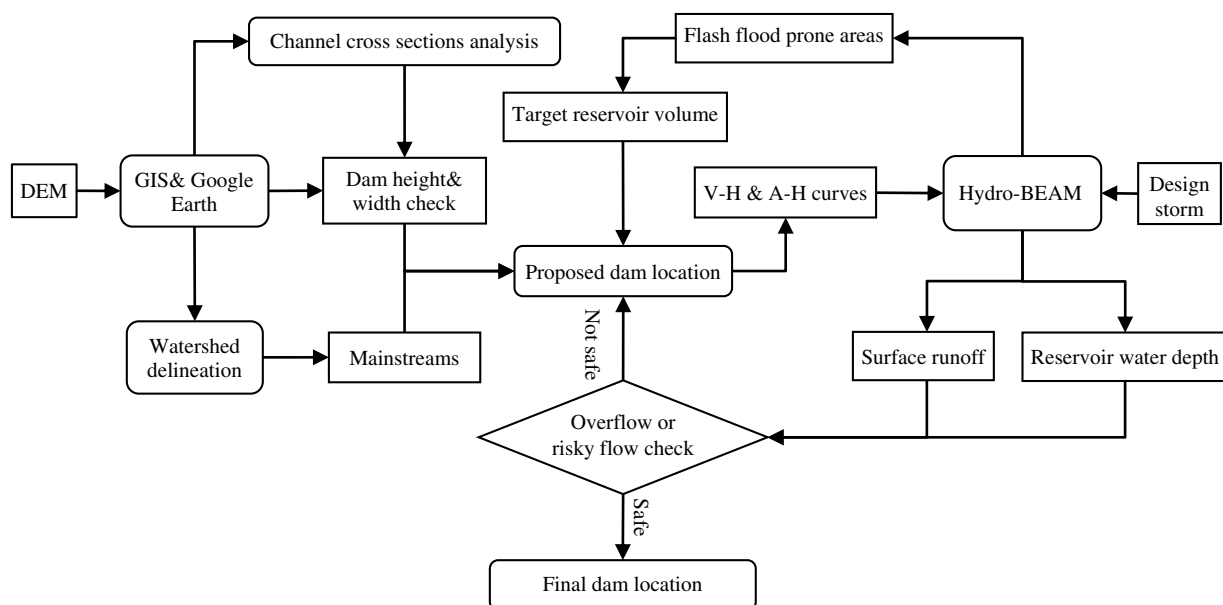 Channel cross sections analysis
Flash flood prone areas
Target reservoir volume
DEM
GIS& Google
Earth
Dam height&
width check
V-H & A-H curves
Hydro-BEAM
Design
storm
Proposed dam location
Watershed
delineation
Mainstreams
Not safe
Surface runoff
Reservoir water depth
Overflow or
risky flow check
Safe
Final dam location